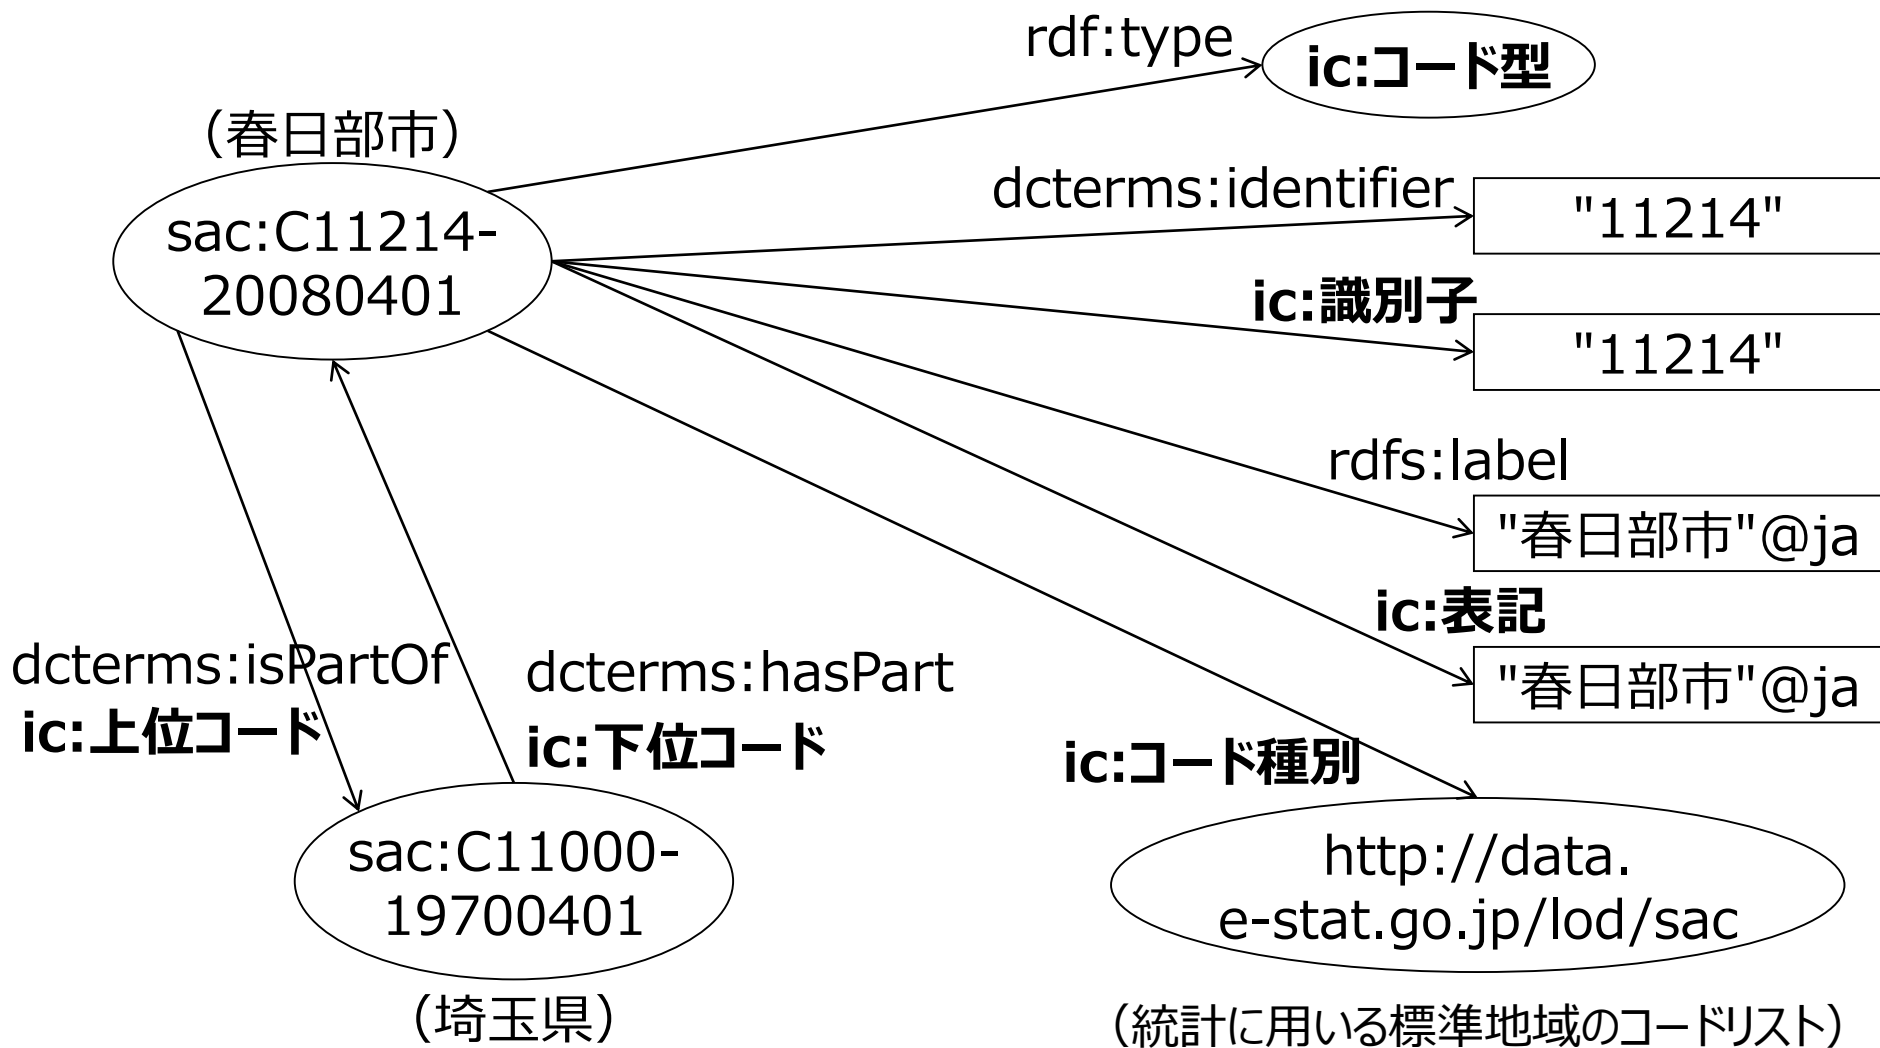 rdf:type
ic:コード型
（春日部市）
sac:C11214-
20080401
dcterms:identifier
"11214"
ic:識別子
"11214"
rdfs:label
"春日部市"@ja
ic:表記
"春日部市"@ja
dcterms:isPartOf
ic:上位コード
dcterms:hasPart
ic:下位コード
ic:コード種別
sac:C11000-
19700401
（埼玉県）
http://data.
e-stat.go.jp/lod/sac
（統計に用いる標準地域のコードリスト）